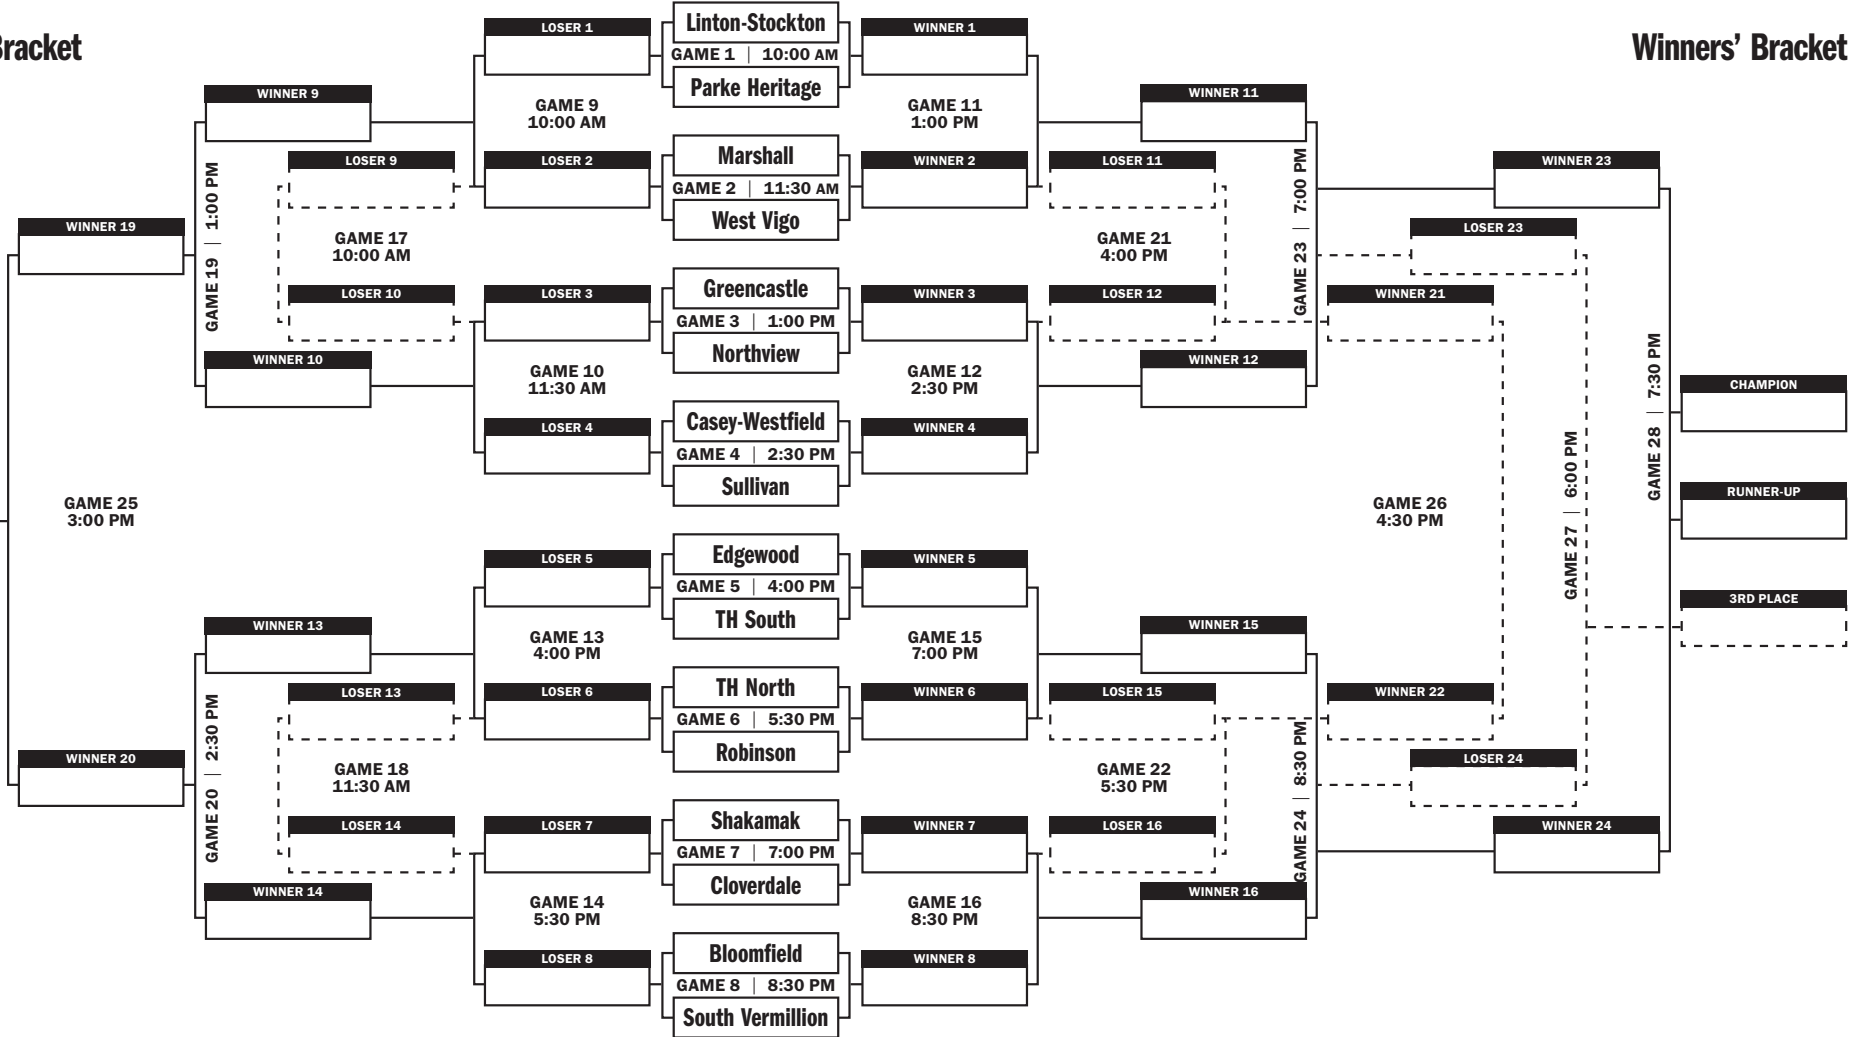 Bracket
Winners’ Bracket
LOSER 1
Linton-Stockton
WINNER 1
GAME 1 | 10:00 AM
Parke Heritage
WINNER 9
GAME 9
10:00 AM
GAME 11
1:00 PM
WINNER 11
LOSER 9
LOSER 2
Marshall
GAME 2 | 11:30 AM
West Vigo
WINNER 2
LOSER 11
WINNER 23
GAME 19 | 1:00 PM
GAME 23 | 7:00 PM
WINNER 19
GAME 17
10:00 AM
GAME 21
4:00 PM
LOSER 23
LOSER 10
LOSER 3
Greencastle
GAME 3 | 1:00 PM
Northview
WINNER 3
LOSER 12
WINNER 21
WINNER 10
GAME 10
11:30 AM
GAME 12
2:30 PM
WINNER 12
LOSER 4
Casey-Westfield
GAME 4 | 2:30 PM
Sullivan
WINNER 4
GAME 28 | 7:30 PM
CHAMPION
RUNNER-UP
3RD PLACE
GAME 25
3:00 PM
GAME 26
4:30 PM
GAME 27 | 6:00 PM
LOSER 5
Edgewood
GAME 5 | 4:00 PM
TH South
WINNER 5
WINNER 13
GAME 13
4:00 PM
GAME 15
7:00 PM
WINNER 15
LOSER 13
LOSER 6
TH North
GAME 6 | 5:30 PM
Robinson
WINNER 6
LOSER 15
WINNER 22
GAME 20 | 2:30 PM
GAME 24 | 8:30 PM
WINNER 20
GAME 18
11:30 AM
GAME 22
5:30 PM
LOSER 24
LOSER 14
LOSER 7
Shakamak
GAME 7 | 7:00 PM
Cloverdale
WINNER 7
LOSER 16
WINNER 24
WINNER 14
GAME 14
5:30 PM
GAME 16
8:30 PM
WINNER 16
LOSER 8
Bloomfield
GAME 8 | 8:30 PM
South Vermillion
WINNER 8